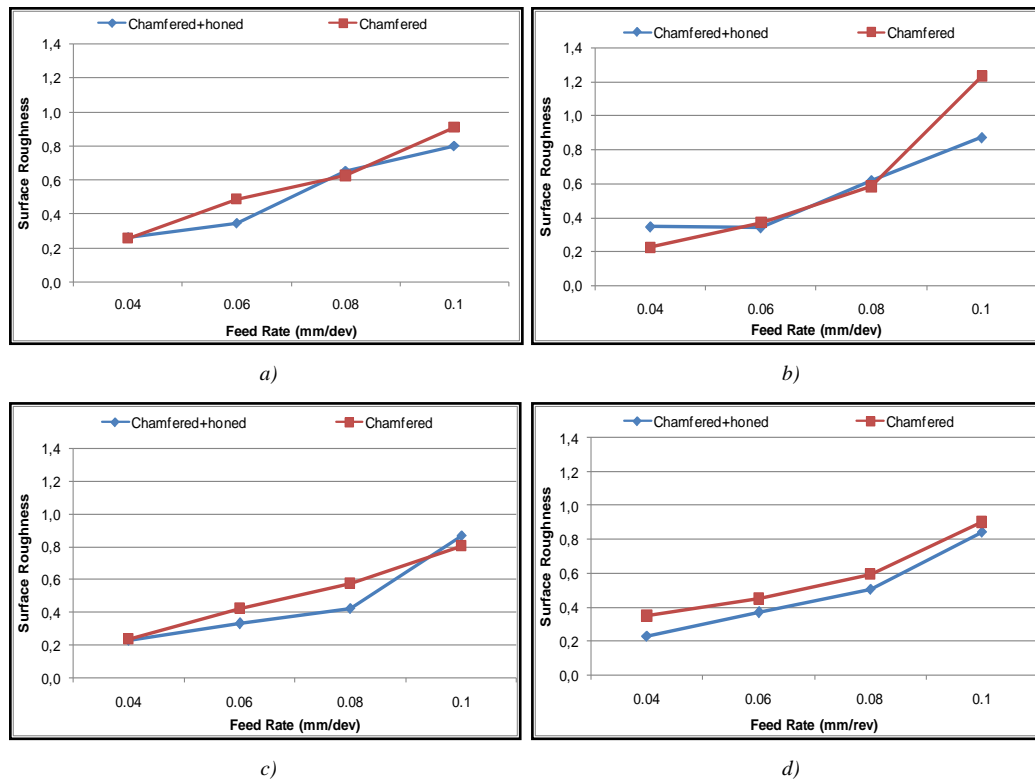 Chamfered+honed Chamfered
1,4
1,2
1,0
0,8
0,6
0,4
0,2
0,0
Surface Roughness
0.04 0.06 0.08 0.1
Feed Rate (mm/dev)
a)
Chamfered+honed Chamfered
1,4
1,2
1,0
0,8
0,6
0,4
0,2
0,0
Surface Roughness
0.04 0.06 0.08 0.1
Feed Rate (mm/dev)
b)
Chamfered+honed Chamfered
1,4
1,2
1,0
0,8
0,6
0,4
0,2
0,0
Surface Roughness
0.04 0.06 0.08 0.1
Feed Rate (mm/dev)
c)
Chamfered+honed Chamfered
1,4
1,2
1,0
0,8
0,6
0,4
0,2
0,0
Surface Roughness
0.04 0.06 0.08 0.1
Feed Rate (mm/rev)
d)